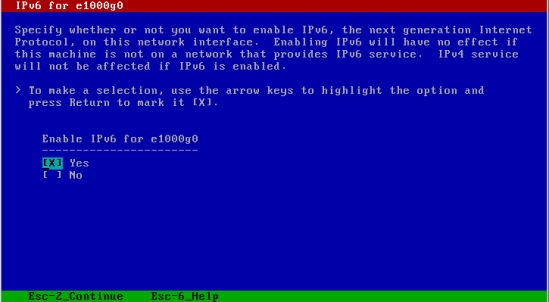 IPv6 for e1000g0
Specify whether or not you want to enable IPv6, the next generation Internet
Protocol, on this network interface.  Enabling IPv6 will have no effect if
this machine is not on a network that provides IPv6 service.  IPv4 service
will not be affected if IPv6 is enabled.
> To make a selection, use the arrow keys to highlight the option and
press Return to mark it [X].
Enable IPv6 for e1000g0
-----------------------
[X] Yes
[ ] No
Esc-2_Continue    Esc-6_Help